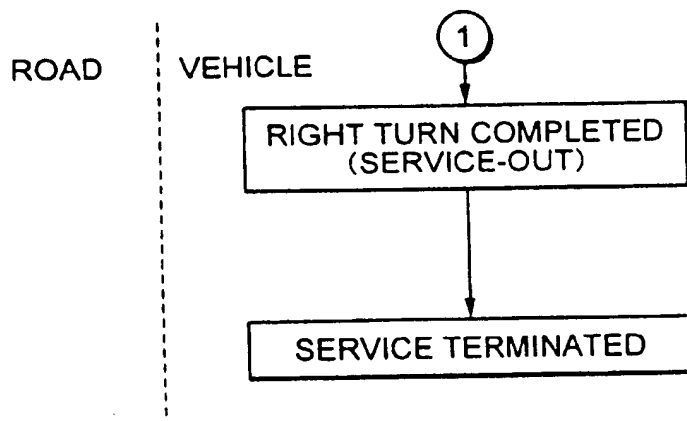 1
ROAD
VEHICLE
RIGHT TURN COMPLETED
(SERVICE-OUT)
SERVICE TERMINATED